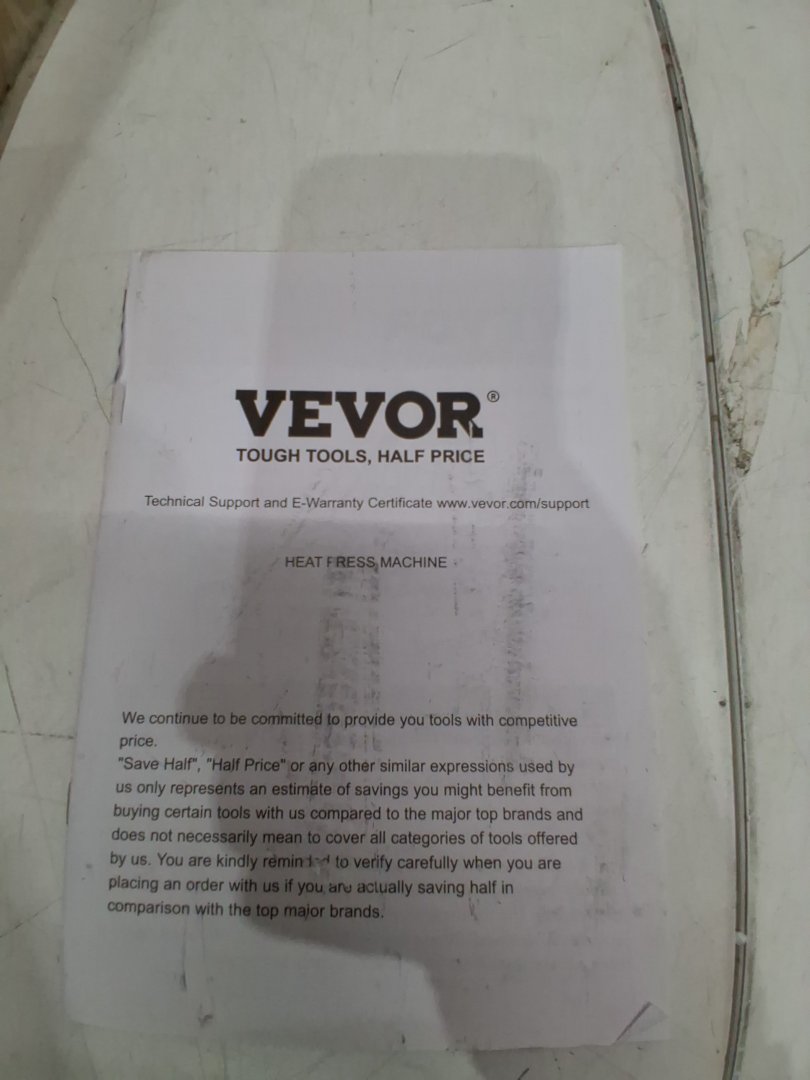 VEVOR®
TOUGH TOOLS, HALF PRICE
Technical Support and E-Warranty Certificate www.vevor.com/support
HEAT PRESS MACHINE
We continue to be committed to provide you tools with competitive
price.
"Save Half", "Half Price" or any other similar expressions used by
us only represents an estimate of savings you might benefit from
buying certain tools with us compared to the major top brands and
does not necessarily mean to cover all categories of tools offered
by us. You are kindly reminded to verify carefully when you are
placing an order with us if you are actually saving half in
comparison with the top major brands.